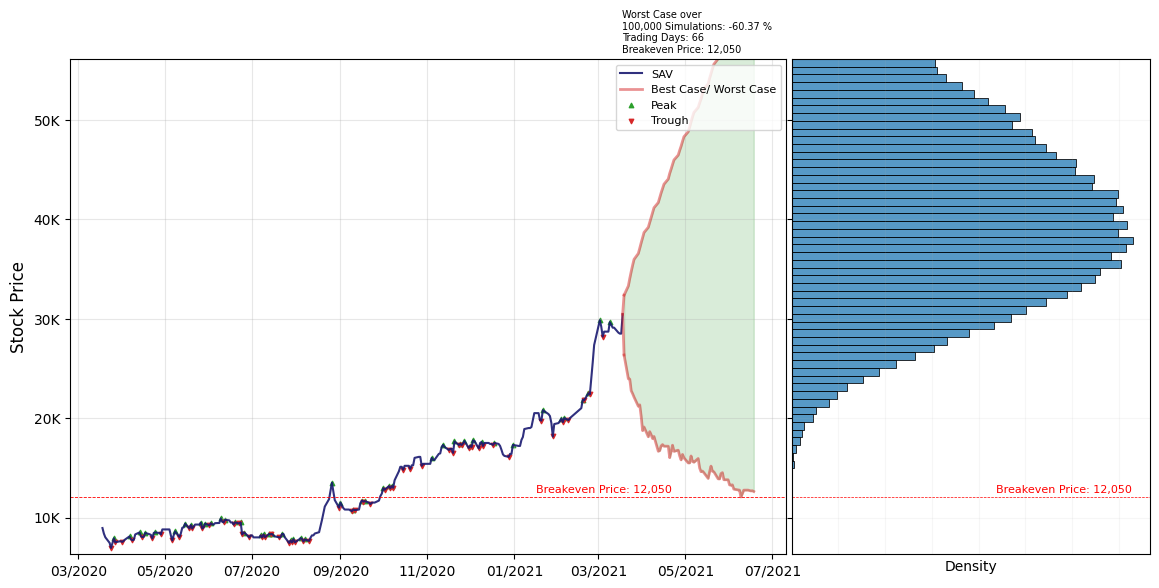 Worst Case over
100,000 Simulations: -60.37 %
Trading Days: 66
Breakeven Price: 12,050
SAV
Best Case/ Worst Case
Peak
Trough
Stock Price
50K
40K
30K
20K
10K
Breakeven Price: 12,050
Breakeven Price: 12,050
03/2020
05/2020
07/2020
09/2020
11/2020
01/2021
03/2021
05/2021
07/2021
Density